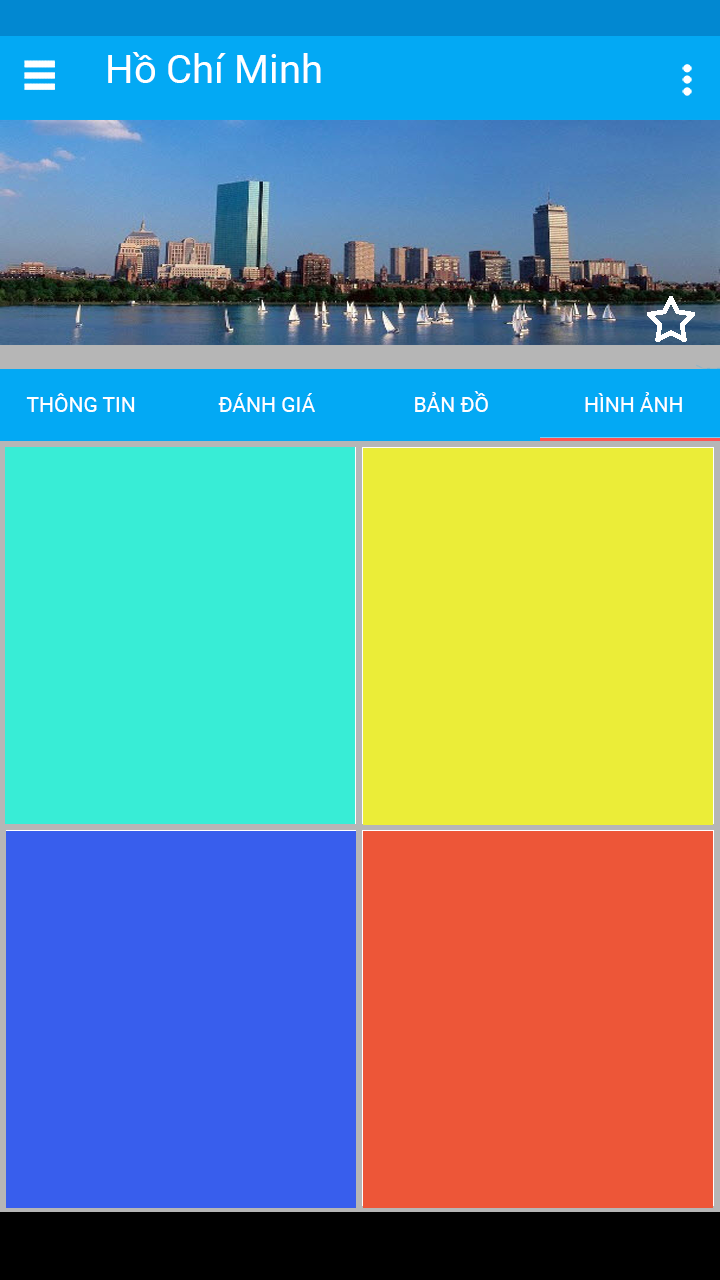 Hồ Chí Minh
THÔNG TIN
ĐÁNH GIÁ
BẢN ĐỒ
HÌNH ẢNH